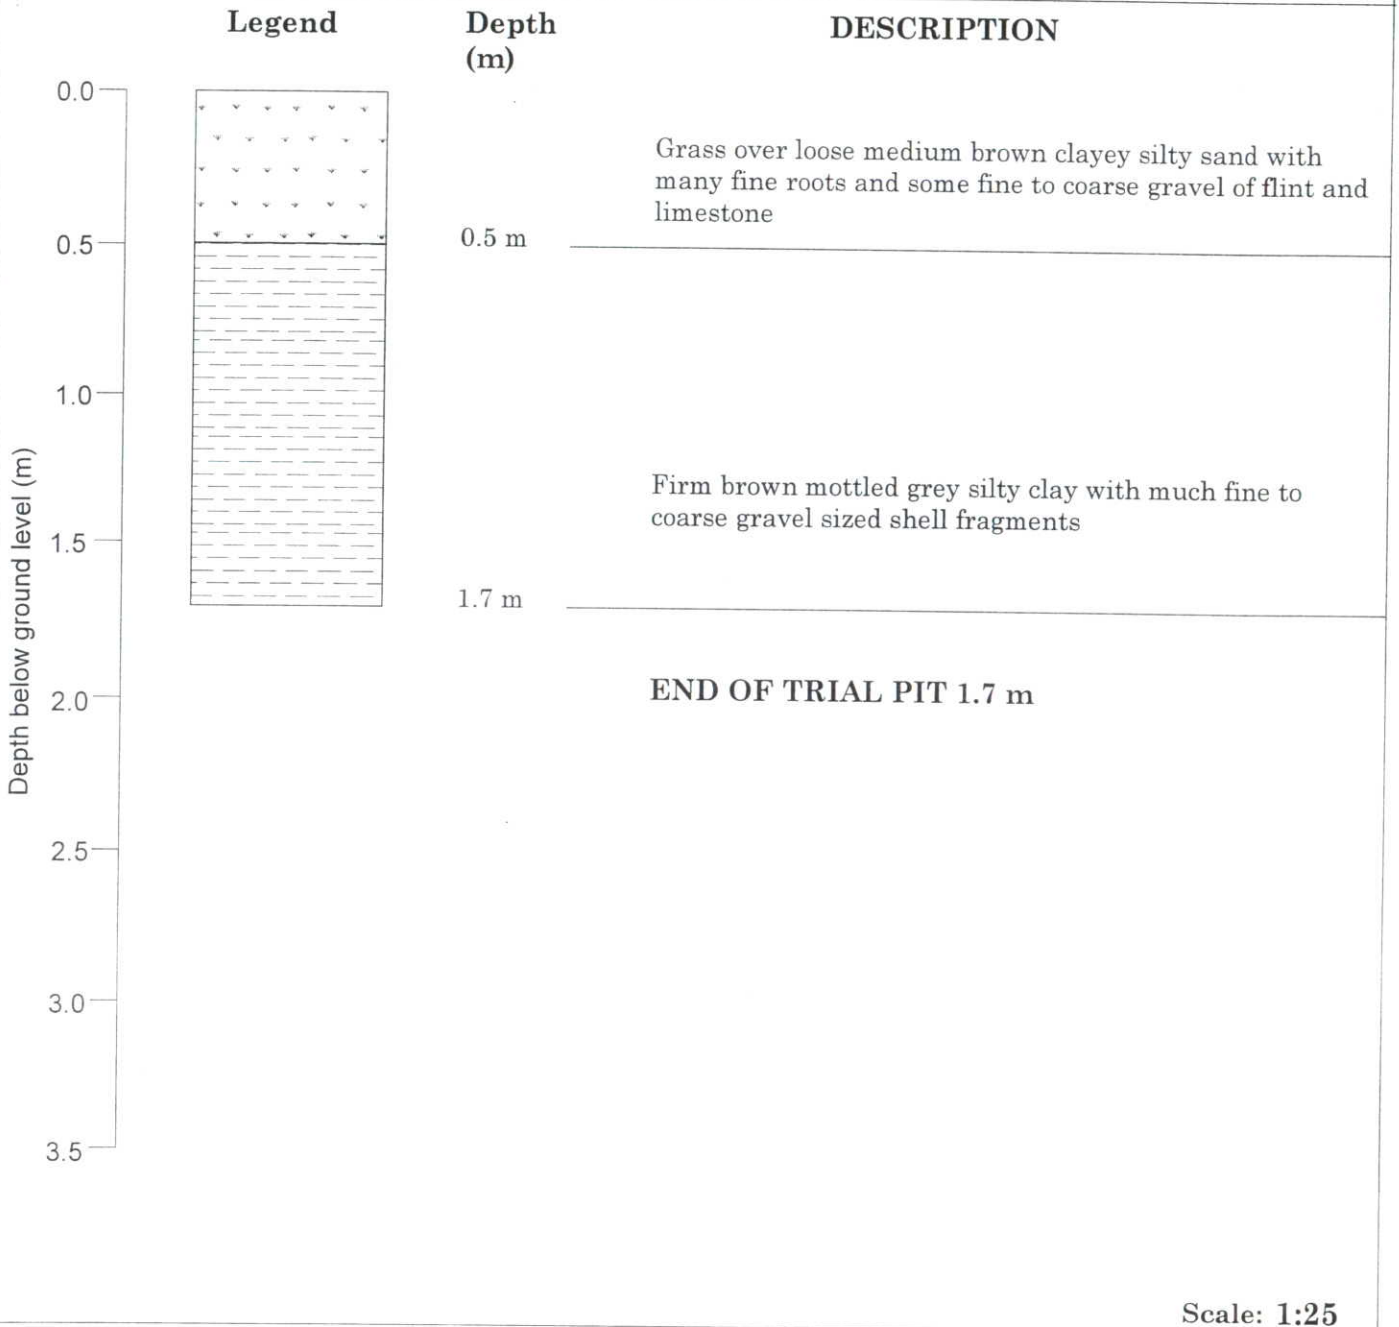 Legend
Depth
(m)
DESCRIPTION
0.0
Grass over loose medium brown clayey silty sand with
many fine roots and some fine to coarse gravel of flint and
limestone
0.5
0.5 m
1.0
Firm brown mottled grey silty clay with much fine to
coarse gravel sized shell fragments
1.5
1.7 m
Depth below ground level (m)
2.0
END OF TRIAL PIT 1.7 m
2.5
3.0
3.5
Scale: 1:25